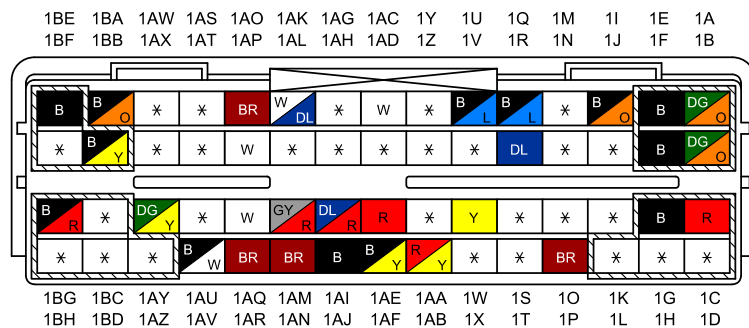 1BE 1BA 1AW 1AS 1AO 1AK 1AG 1AC 1Y 1U 1Q 1M 1I 1E 1A
1BF 1BB 1AX 1AT 1AP 1AL 1AH 1AD 1Z 1V 1R 1N 1J 1F 1B
B B O * * BR W DL * W * B L B L * B O B DG O
* B Y * * W * * * * * DL * * B DG O
B R * DG Y * W GY R DL R R * Y * * * B R
* * * B W BR BR B B Y R Y * * BR * * *
1BG 1BC 1AY 1AU 1AQ 1AM 1AI 1AE 1AA 1W 1S 1O 1K 1G 1C
1BH 1BD 1AZ 1AV 1AR 1AN 1AJ 1AF 1AB 1X 1T 1P 1L 1H 1D